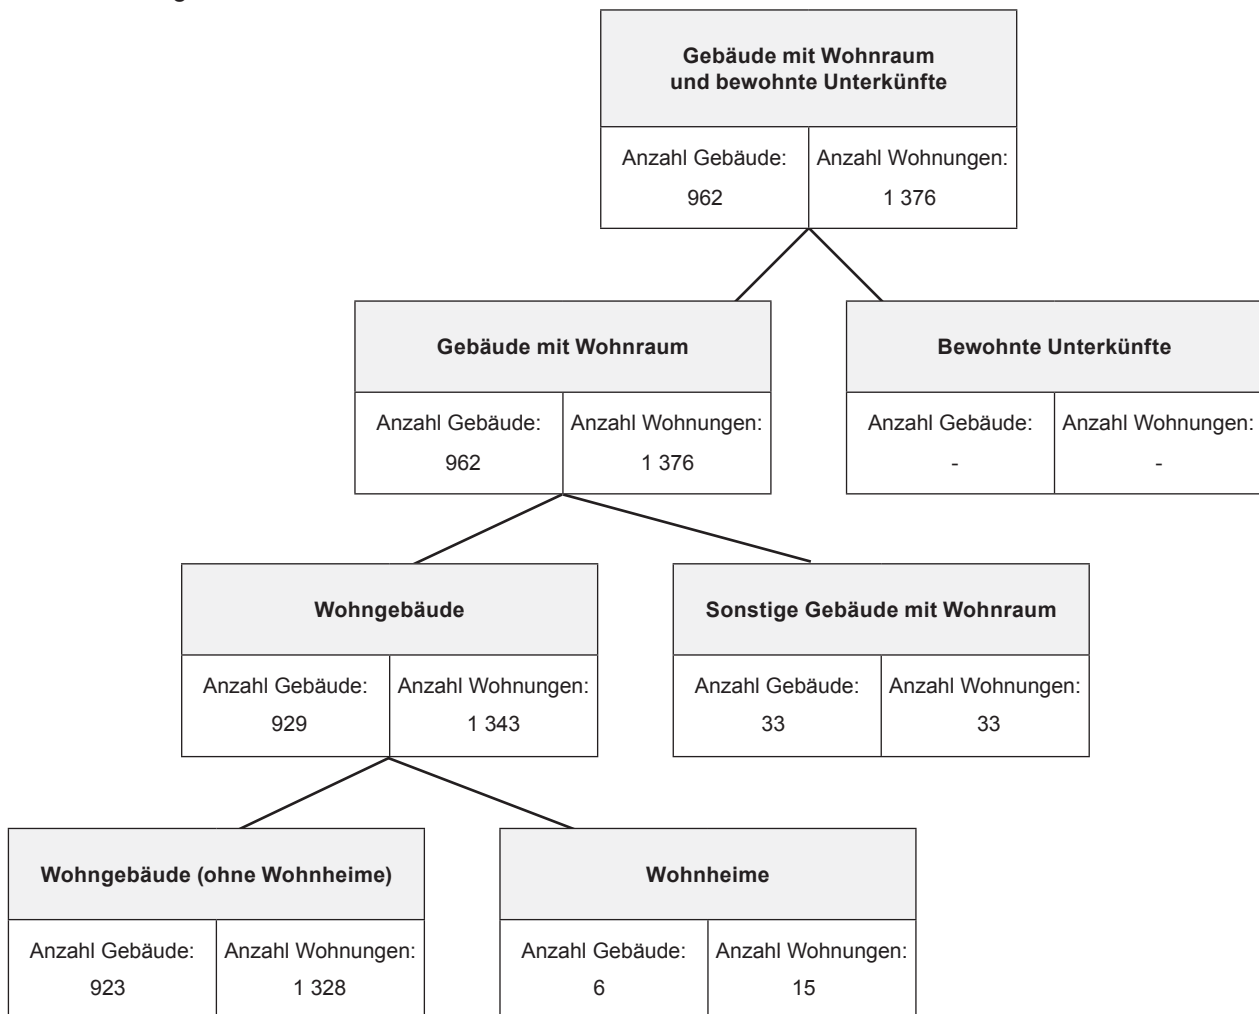 Gebäude mit Wohnraum
und bewohnte Unterkünfte
Anzahl Gebäude: Anzahl Wohnungen:
962 1 376
Gebäude mit Wohnraum Bewohnte Unterkünfte
Anzahl Gebäude: Anzahl Wohnungen: Anzahl Gebäude: Anzahl Wohnungen:
962 1 376 - -
Wohngebäude Sonstige Gebäude mit Wohnraum
Anzahl Gebäude: Anzahl Wohnungen: Anzahl Gebäude: Anzahl Wohnungen:
929 1 343 33 33
Wohngebäude (ohne Wohnheime) Wohnheime
Anzahl Gebäude: Anzahl Wohnungen: Anzahl Gebäude: Anzahl Wohnungen:
923 1 328 6 15